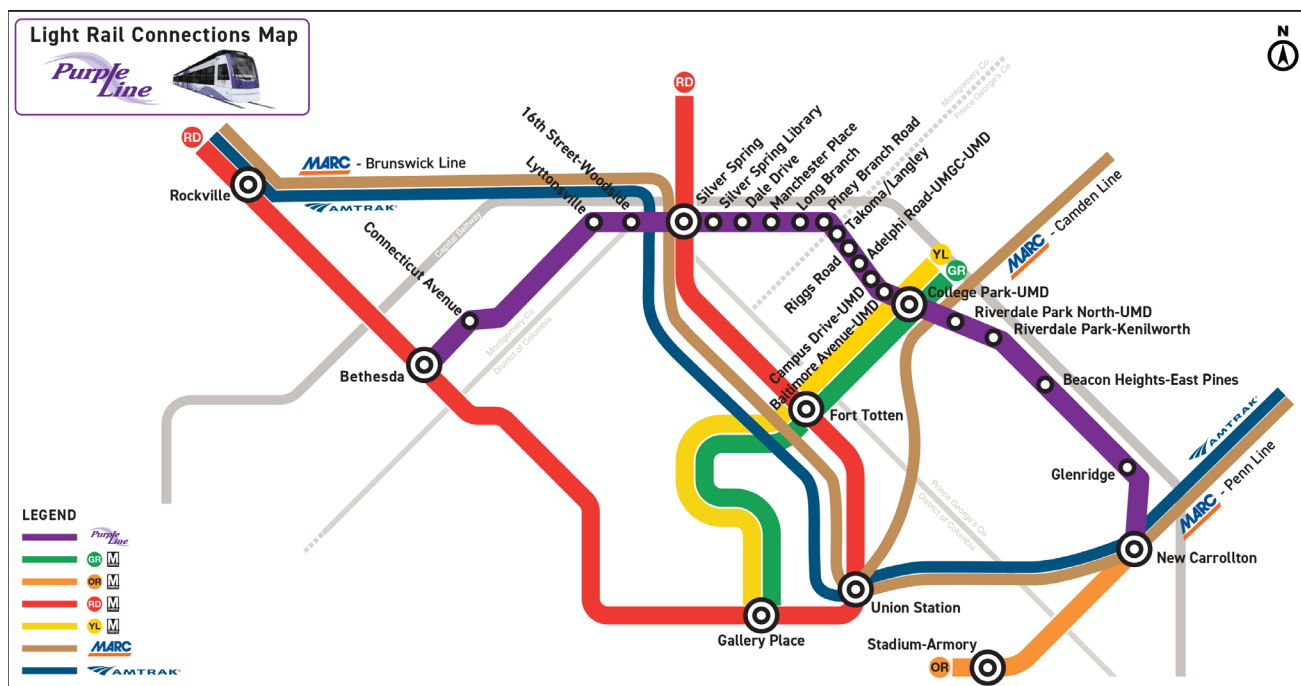 Light Rail Connections Map
Purple
Line
N
RD
RD
MARC - Brunswick Line
AMTRAK
Rockville
Capital Beltway
16th Street-Woodside
Lyttonsville
Connecticut Avenue
Bethesda
Montgomery Co
District of Columbia
Silver Spring
Silver Spring Library
Dale Drive
Manchester Place
Long Branch
Piney Branch Road
Takoma/Langley
Riggs Road
Adelphi Road-UMGC-UMD
Campus Drive-UMD
Baltimore Avenue-UMD
Montgomery Co
Prince George's Co
YL
GR
MARC - Camden Line
College Park-UMD
Riverdale Park North-UMD
Riverdale Park-Kenilworth
Beacon Heights-East Pines
Glenridge
New Carrollton
AMTRAK
MARC - Penn Line
Fort Totten
Prince George's Co
District of Columbia
Union Station
Gallery Place
Stadium-Armory
OR
LEGEND
Purple
Line
GR M
OR M
RD M
YL M
MARC
AMTRAK